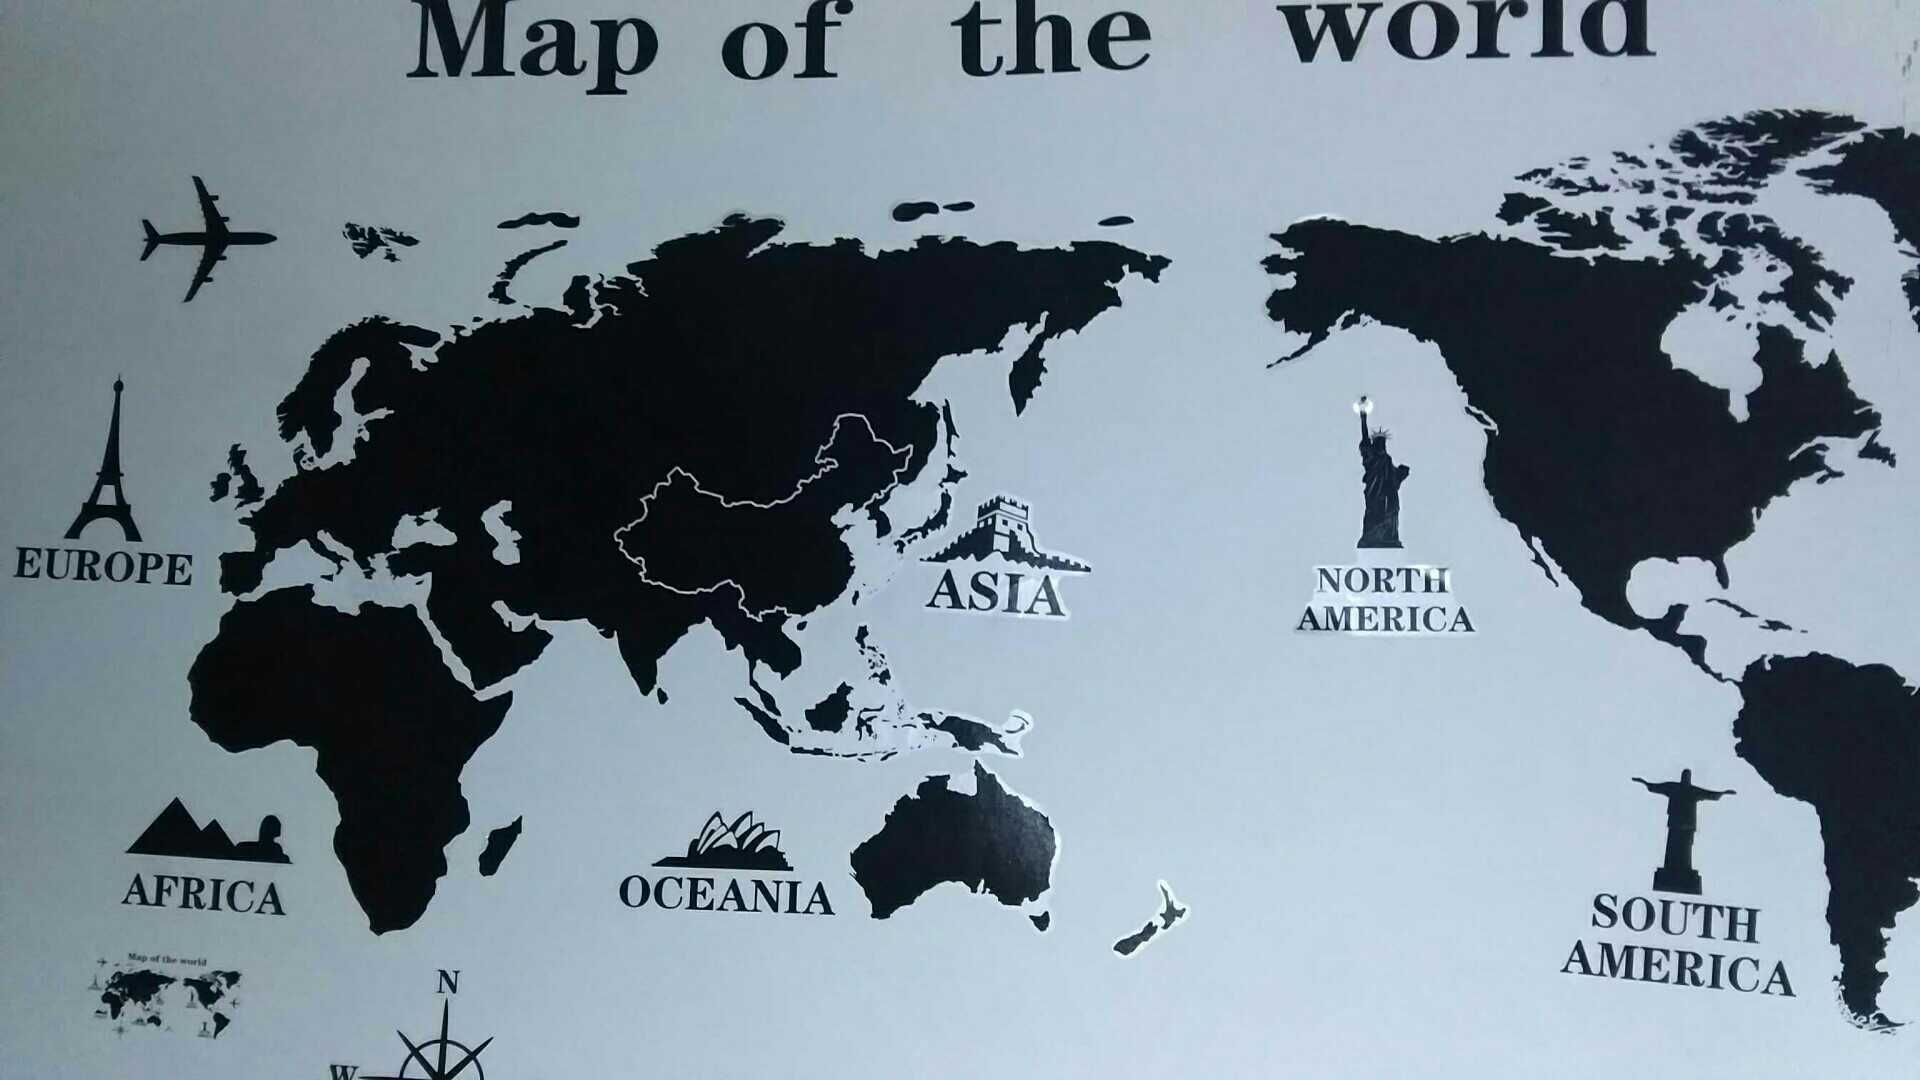 Map of the world
EUROPE
ASIA
NORTH
AMERICA
AFRICA
OCEANIA
SOUTH
AMERICA
Map of the world
N
W